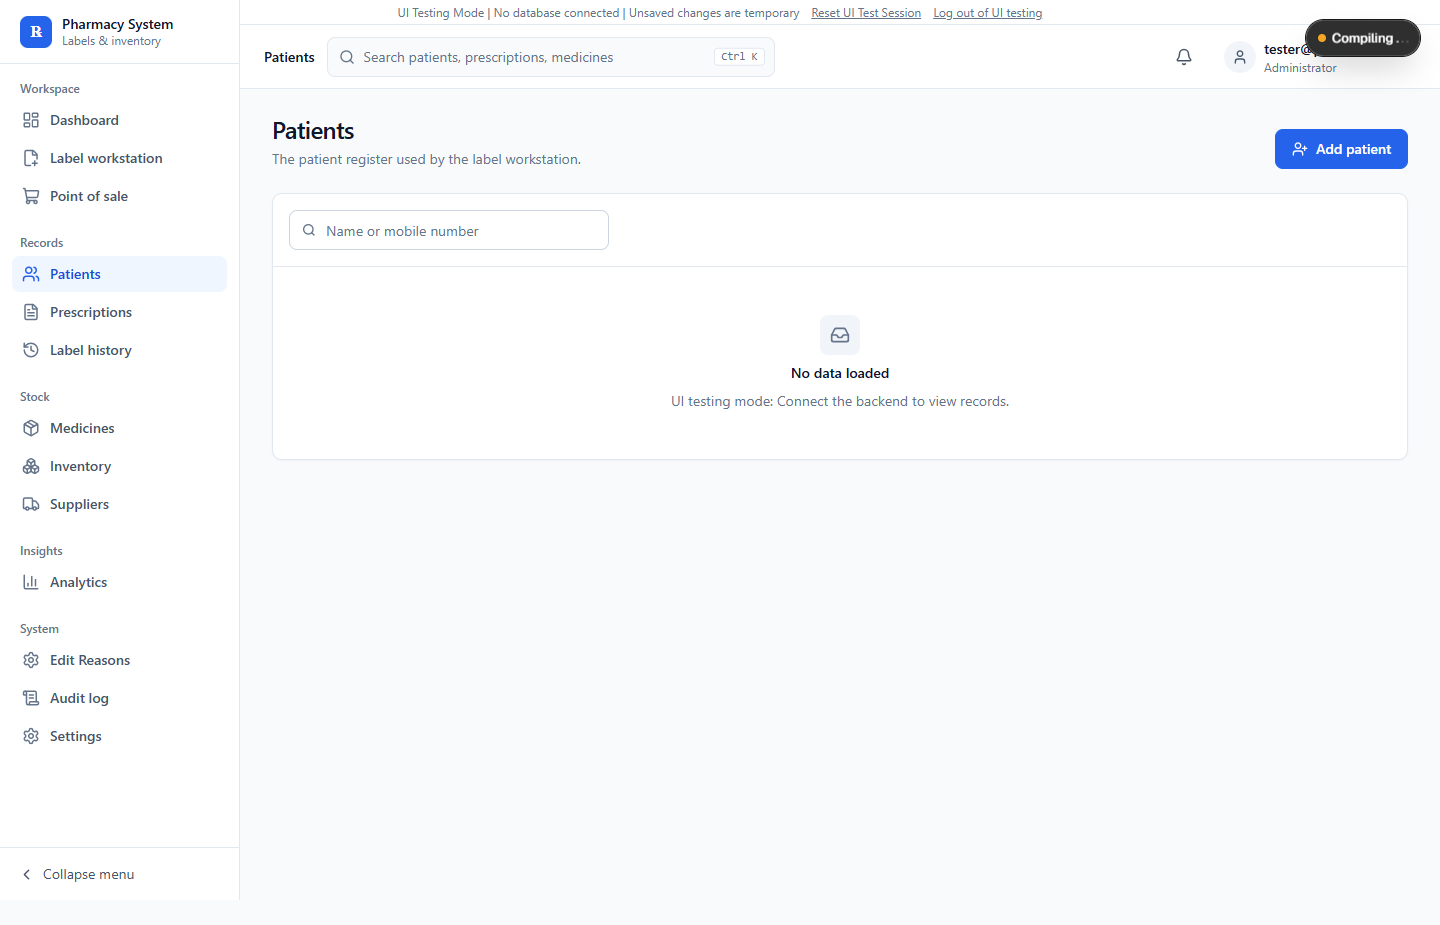 Pharmacy System
Labels & inventory
Workspace
Dashboard
Label workstation
Point of sale
Records
Patients
Prescriptions
Label history
Stock
Medicines
Inventory
Suppliers
Insights
Analytics
System
Edit Reasons
Audit log
Settings
Collapse menu
UI Testing Mode | No database connected | Unsaved changes are temporary Reset UI Test Session Log out of UI testing
Patients
Search patients, prescriptions, medicines
Ctrl K
Compiling ...
Administrator
Patients
The patient register used by the label workstation.
Add patient
Name or mobile number
No data loaded
UI testing mode: Connect the backend to view records.